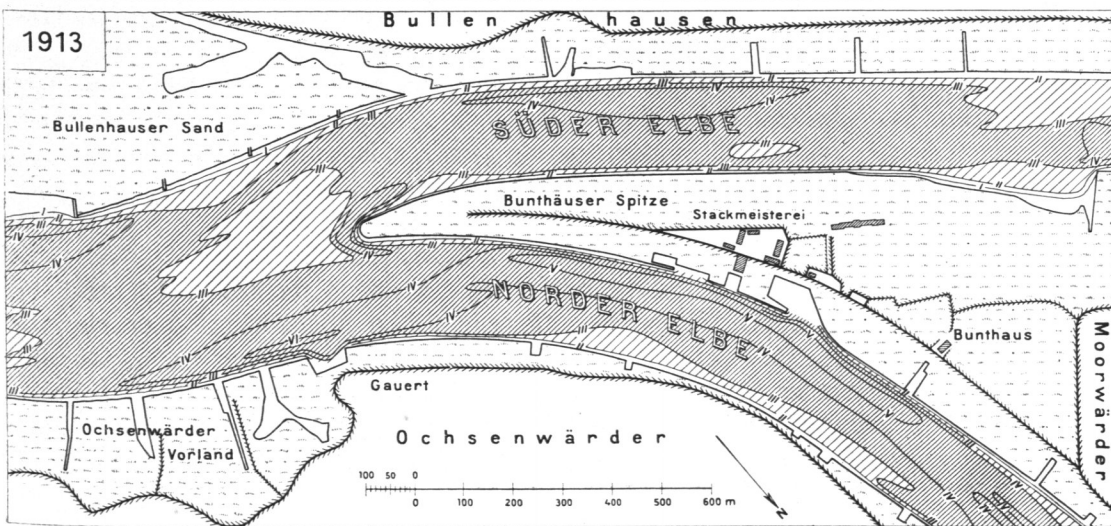 1913
Bullenhausen
Bullenhauser Sand
SÜDER ELBE
Bunthäuser Spitze
Stackmeisterei
NORDER ELBE
Bunthaus
Moorwärder
Gauert
Ochsenwärder
Vorland
Ochsenwärder
100 50 0
100 200 300 400 500 600 m
N